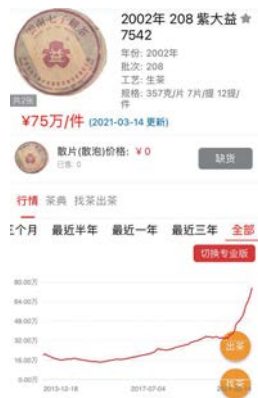 2002年 208 紫大益
7542
年份: 2002年
批次: 208
工艺: 生茶
规格: 357克/片 7片/提 12提/
件
共2张
¥75万/件 (2021-03-14 更新)
散片(散泡)价格: ¥0
已售: 0
缺货
行情 茶典 找茶出茶
三个月 最近半年 最近一年 最近三年 全部
切换专业版
80.00万
64.00万
48.00万
32.00万
16.00万
0.00万
出茶
找茶
2013-12-18
2017-07-04